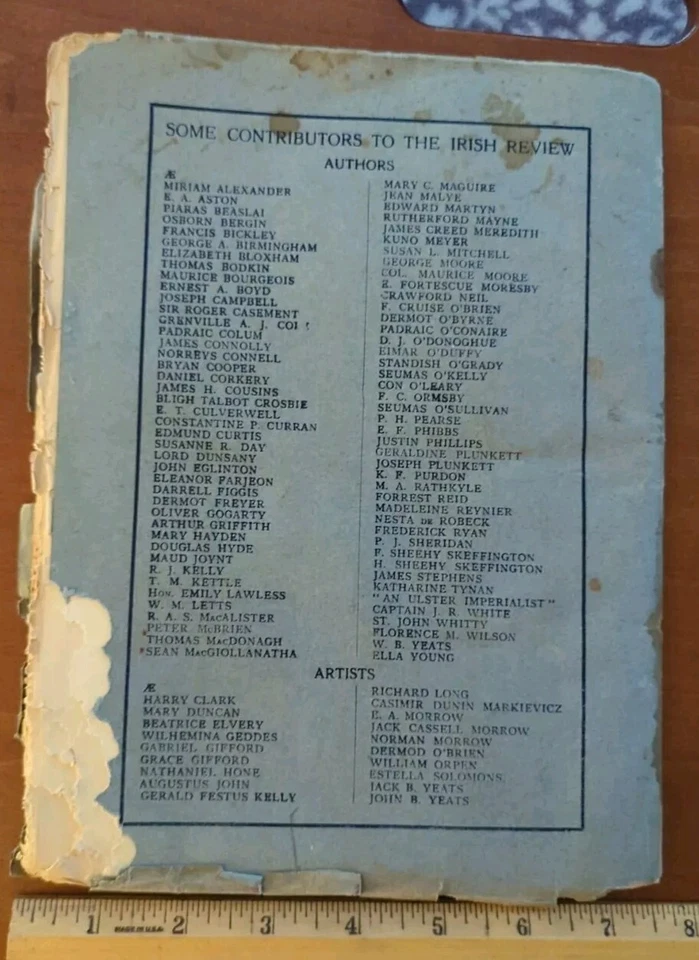 SOME CONTRIBUTORS TO THE IRISH REVIEW
AUTHORS
Æ
MIRIAM ALEXANDER
E. A. ASTON
PIARAS BEASLAI
OSBORN BERGIN
FRANCIS BICKLEY
GEORGE A. BIRMINGHAM
ELIZABETH BLOXHAM
THOMAS BODKIN
MAURICE BOURGEOIS
ERNEST A. BOYD
JOSEPH CAMPBELL
SIR ROGER CASEMENT
GRENVILLE A. J.
PADRAIC COLUM
JAMES CONNOLLY
NORREYS CONNELL
BRYAN COOPER
DANIEL CORKERY
JAMES H. COUSINS
BLIGH TALBOT CROSBIE
E. T. CULVERWELL
CONSTANTINE P. CURRAN
EDMUND CURTIS
SUSANNE R. DAY
LORD DUNSANY
JOHN EGLINTON
ELEANOR FARJEON
DARRELL FIGGIS
DERMOT FREYER
OLIVER GOGARTY
ARTHUR GRIFFITH
MARY HAYDEN
DOUGLAS HYDE
MAUD JOYNT
R. J. KELLY
T. M. KETTLE
HON. EMILY LAWLESS
W. M. LETTS
R. A. S. MACALISTER
PETER McBRIEN
THOMAS MACDONAGH
SEAN MACGIOLLANATHA
MARY C. MAGUIRE
JEAN MALYE
EDWARD MARTYN
RUTHERFORD MAYNE
JAMES CREED MEREDITH
KUNO MEYER
SUSAN L. MITCHELL
GEORGE MOORE
COL. MAURICE MOORE
E. FORTESCUE MORESBY
CRAWFORD NEIL
F. CRUISE O'BRIEN
DERMOT O'BYRNE
PADRAIC O'CONAIRE
D. J. O'DONOGHUE
EIMAR O'DUFFY
STANDISH O'GRADY
SEUMAS O'KELLY
CON O'LEARY
F. C. ORMSBY
SEUMAS O'SULLIVAN
P. H. PEARSE
E. F. PHIBBS
JUSTIN PHILLIPS
GERALDINE PLUNKETT
JOSEPH PLUNKETT
K. F. PURDON
M. A. RATHKYLE
FORREST REID
MADELEINE REYNIER
NESTA DE ROBECK
FREDERICK RYAN
P. J. SHERIDAN
F. SHEEHY SKEFFINGTON
H. SHEEHY SKEFFINGTON
JAMES STEPHENS
KATHARINE TYNAN
"AN ULSTER IMPERIALIST"
CAPTAIN J. R. WHITE
ST. JOHN WHITTY
FLORENCE M. WILSON
W. B. YEATS
ELLA YOUNG
ARTISTS
Æ
HARRY CLARK
MARY DUNCAN
BEATRICE ELVERY
WILHEMINA GEDDES
GABRIEL GIFFORD
GRACE GIFFORD
NATHANIEL HONE
AUGUSTUS JOHN
GERALD FESTUS KELLY
RICHARD LONG
CASIMIR DUNIN MARKIEVICZ
E. A. MORROW
JACK CASSELL MORROW
NORMAN MORROW
DERMOD O'BRIEN
WILLIAM ORPEN
ESTELLA SOLOMONS
JACK B. YEATS
JOHN B. YEATS
1 2 3 4 5 6 7 8
MADE IN U.S.A.